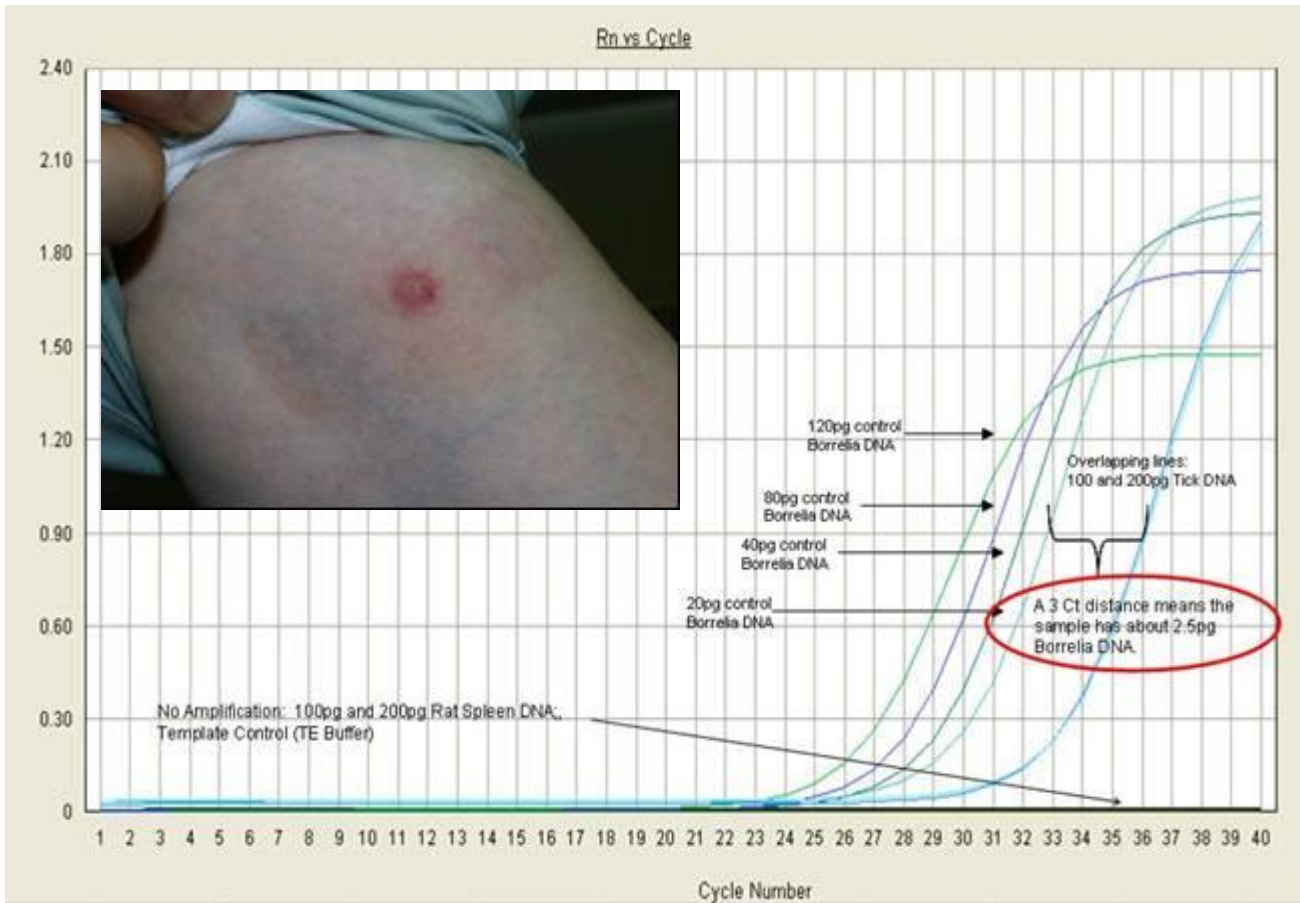 Rn vs Cycle
2.40
2.10
1.80
1.50
1.20
0.90
0.60
0.30
0
120pg control
Borrelia DNA
Overlapping lines:
100 and 200pg Tick DNA
80pg control
Borrelia DNA
40pg control
Borrelia DNA
20pg control
Borrelia DNA
A 3 Ct distance means the
sample has about 2.5pg
Borrelia DNA.
No Amplification: 100pg and 200pg Rat Spleen DNA;,
Template Control (TE Buffer)
1 2 3 4 5 6 7 8 9 10 11 12 13 14 15 16 17 18 19 20 21 22 23 24 25 26 27 28 29 30 31 32 33 34 35 36 37 38 39 40
Cycle Number